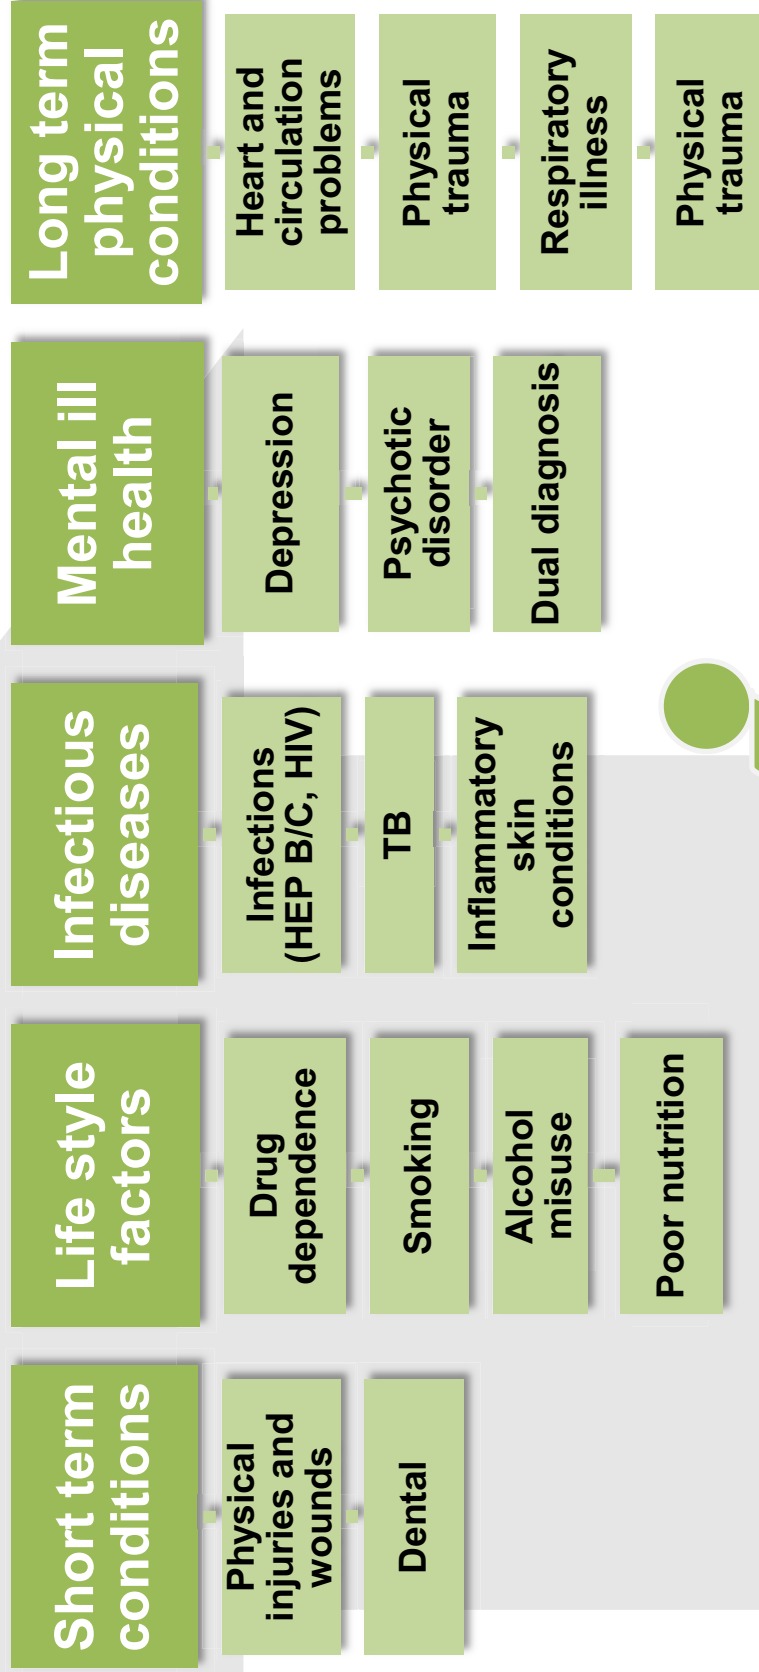 Short term
conditions
Physical
injuries and
wounds
Dental
Life style
factors
Drug
dependence
Smoking
Alcohol
misuse
Poor nutrition
Infectious
diseases
Infections
(HEP B/C, HIV)
TB
Inflammatory
skin
conditions
Mental ill
health
Depression
Psychotic
disorder
Dual diagnosis
Long term
physical
conditions
Heart and
circulation
problems
Physical
trauma
Respiratory
illness
Physical
trauma